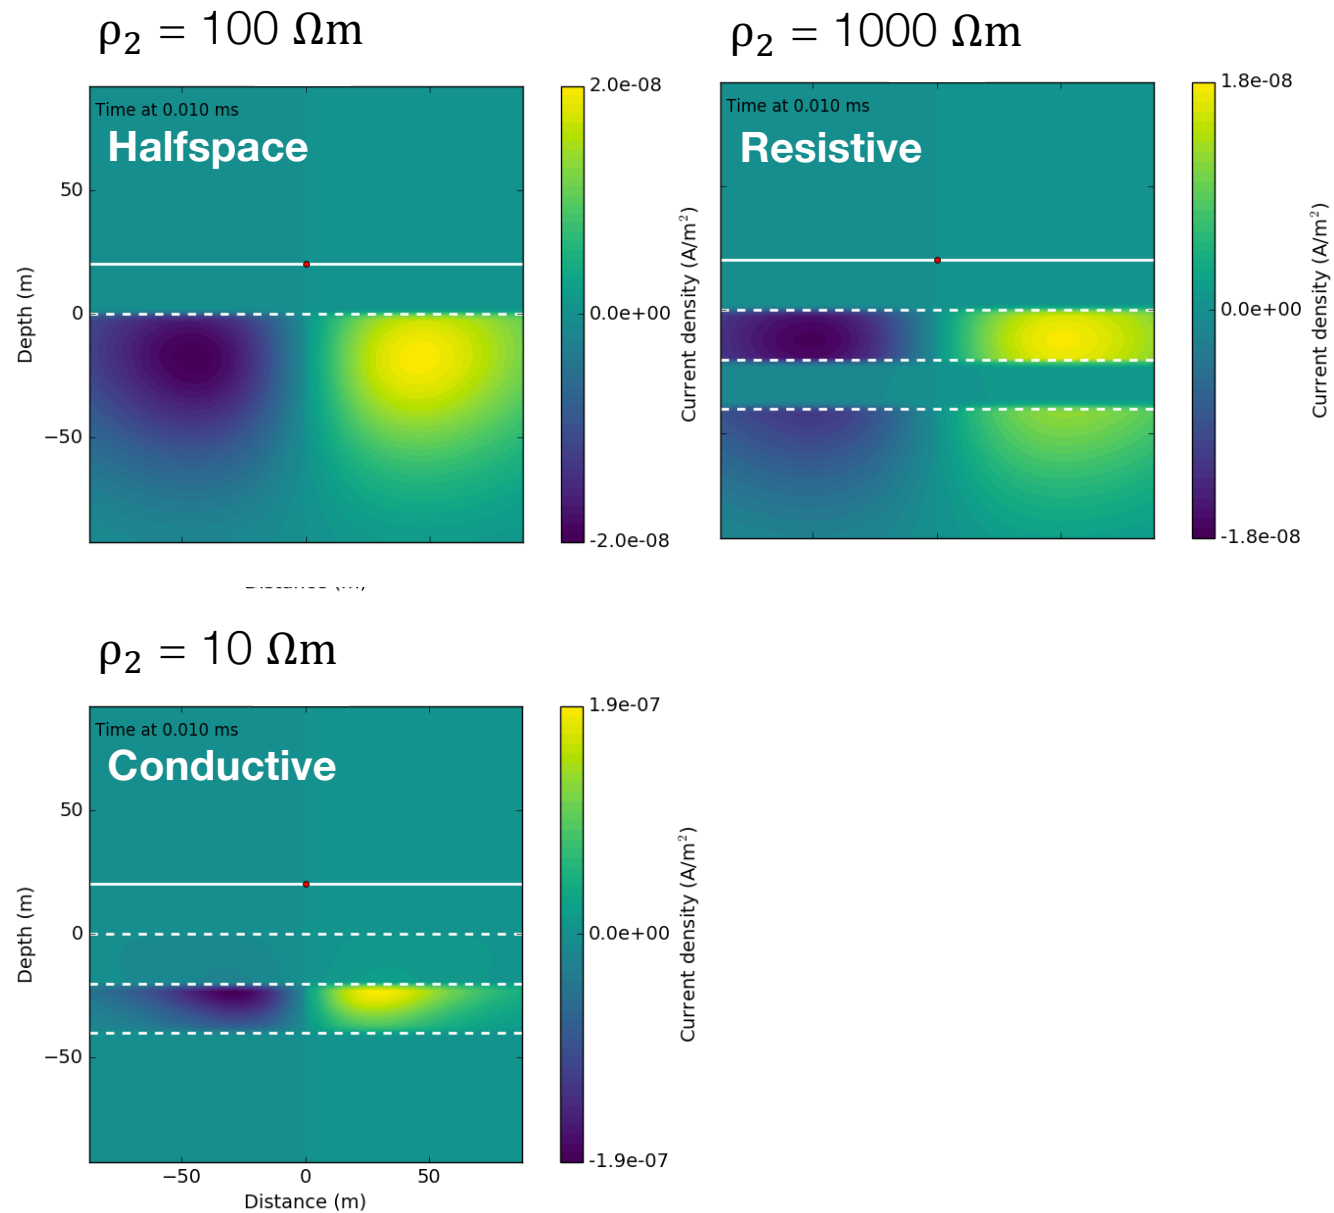 ρ₂ = 100 Ωm
Time at 0.010 ms
Halfspace
50
0
−50
Depth (m)
2.0e-08
0.0e+00
-2.0e-08
Current density (A/m²)
ρ₂ = 1000 Ωm
Time at 0.010 ms
Resistive
1.8e-08
0.0e+00
-1.8e-08
Current density (A/m²)
Distance (m)
ρ₂ = 10 Ωm
Time at 0.010 ms
Conductive
50
0
−50
Depth (m)
−50 0 50
Distance (m)
1.9e-07
0.0e+00
-1.9e-07
Current density (A/m²)